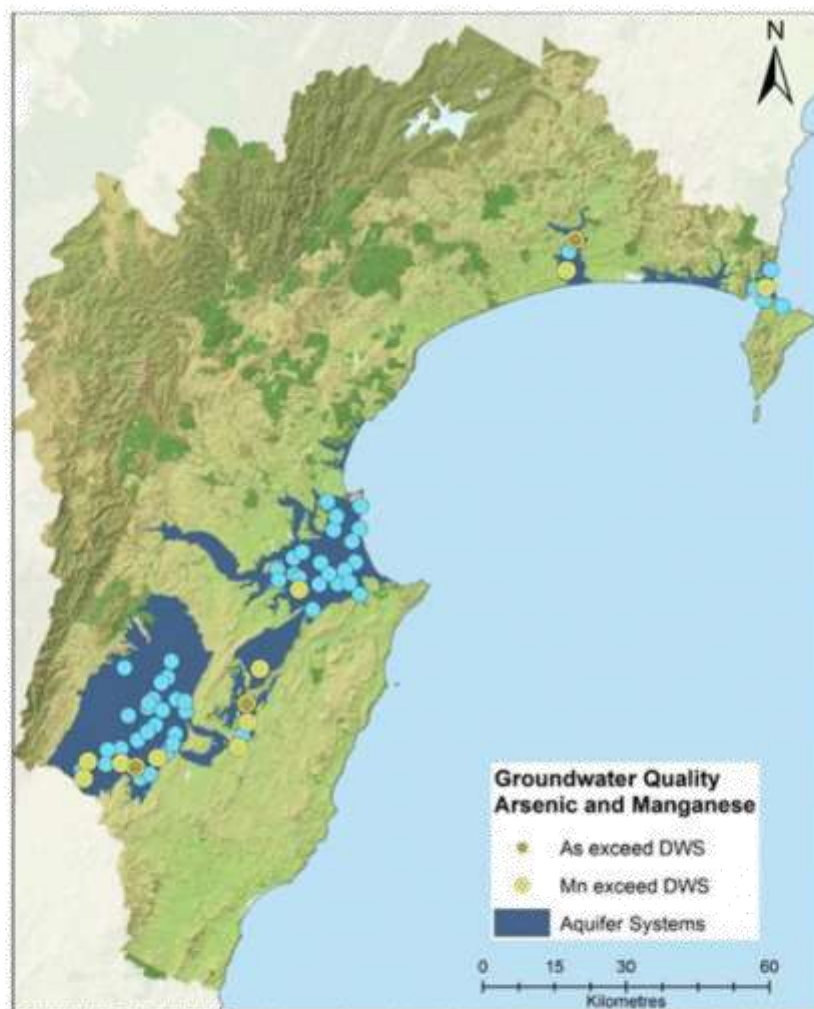 N
Groundwater Quality
Arsenic and Manganese
As exceed DWS
Mn exceed DWS
Aquifer Systems
0 15 30 60
Kilometres